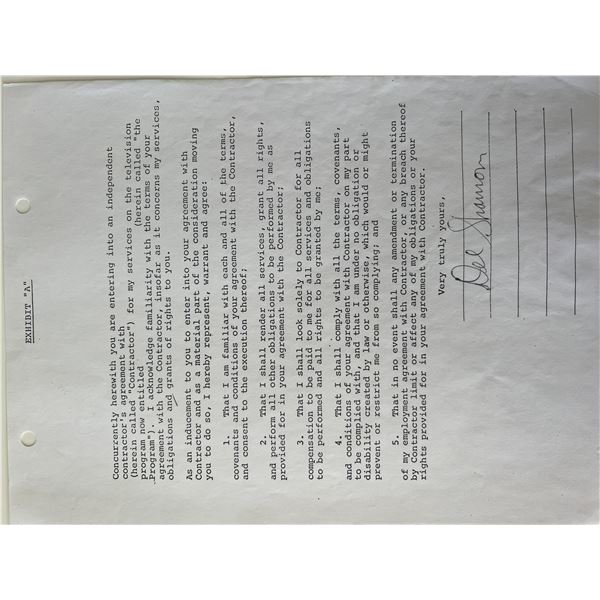 EXHIBIT "A"
Concurrently herewith you are entering into an independent
contractor's agreement with
(herein called "Contractor") for my services on the television
program now entitled (herein called "the
Program"). I acknowledge familiarity with the terms of your
agreement with the Contractor, insofar as it concerns my services,
obligations and grants of rights to you.
As an inducement to you to enter into your agreement with
Contractor and as a material part of the consideration moving
you to do so, I hereby represent, warrant and agree:
1. That I am familiar with each and all of the terms,
covenants and conditions of your agreement with the Contractor,
and consent to the execution thereof;
2. That I shall render all services, grant all rights,
and perform all other obligations to be performed by me as
provided for in your agreement with the Contractor;
3. That I shall look solely to Contractor for all
compensation to be paid to me for all services and obligations
to be performed and all rights to be granted by me;
4. That I shall comply with all the terms, covenants,
and conditions of your agreement with Contractor on my part
to be complied with, and that I am under no obligation or
disability created by law or otherwise, which would or might
prevent or restrict me from so complying; and
5. That in no event shall any amendment or termination
of my employment agreement with Contractor or any breach thereof
by Contractor limit or affect any of my obligations or your
rights provided for in your agreement with Contractor.
Very truly yours,
Del Shannon